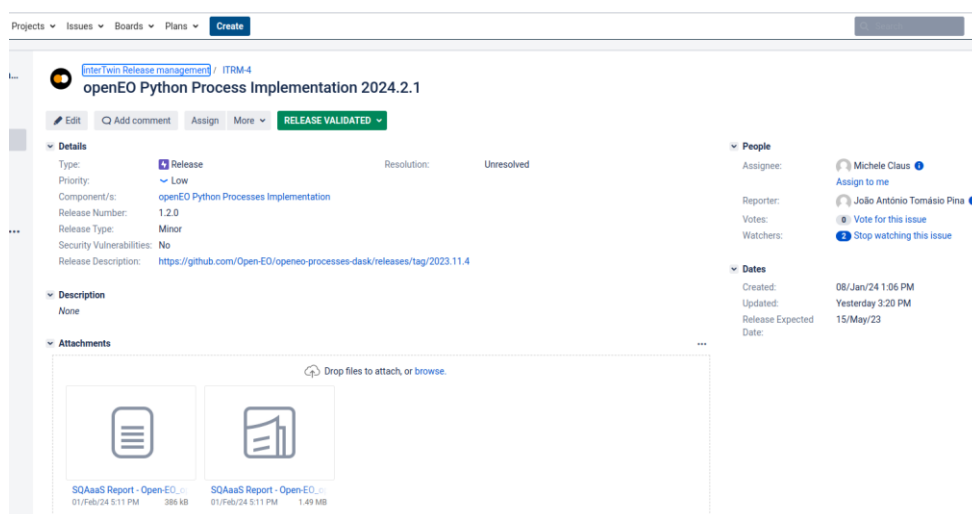 Projects Issues Boards Plans Create
interTwin Release management / ITRM-4
openEO Python Process Implementation 2024.2.1
Edit Add comment Assign More RELEASE VALIDATED
Details
Type: Release Resolution: Unresolved
Priority: Low
Component/s: openEO Python Processes Implementation
Release Number: 1.2.0
Release Type: Minor
Security Vulnerabilities: No
Release Description: https://github.com/Open-EO/openeo-processes-dask/releases/tag/2023.11.4
Description
None
Attachments
Drop files to attach, or browse.
SQAaaS Report - Open-EO_ SQAaaS Report - Open-EO_
01/Feb/24 5:11 PM 386 kB 01/Feb/24 5:11 PM 1.49 MB
People
Assignee: Michele Claus
Assign to me
Reporter: João António Tomásio Pina
Votes: 0 Vote for this issue
Watchers: 2 Stop watching this issue
Dates
Created: 08/Jan/24 1:06 PM
Updated: Yesterday 3:20 PM
Release Expected 15/May/23
Date: